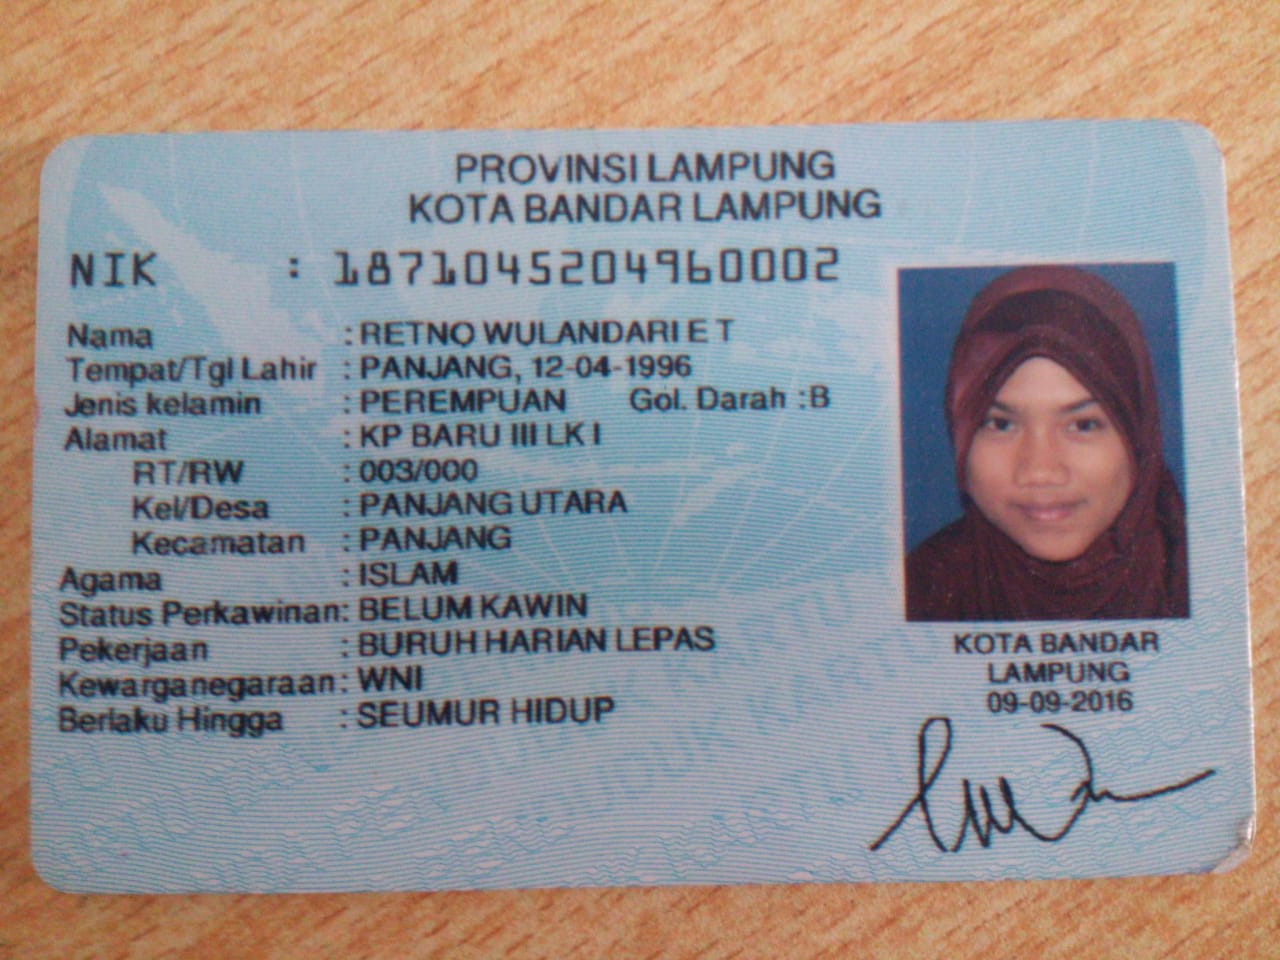 PROVINSI LAMPUNG
KOTA BANDAR LAMPUNG
NIK : 1871045204960002
Nama : RETNO WULANDARI E T
Tempat/Tgl Lahir : PANJANG, 12-04-1996
Jenis kelamin : PEREMPUAN Gol. Darah : B
Alamat : KP BARU III LK I
RT/RW : 003/000
Kel/Desa : PANJANG UTARA
Kecamatan : PANJANG
Agama : ISLAM
Status Perkawinan : BELUM KAWIN
Pekerjaan : BURUH HARIAN LEPAS
Kewarganegaraan : WNI
Berlaku Hingga : SEUMUR HIDUP
KOTA BANDAR
LAMPUNG
09-09-2016